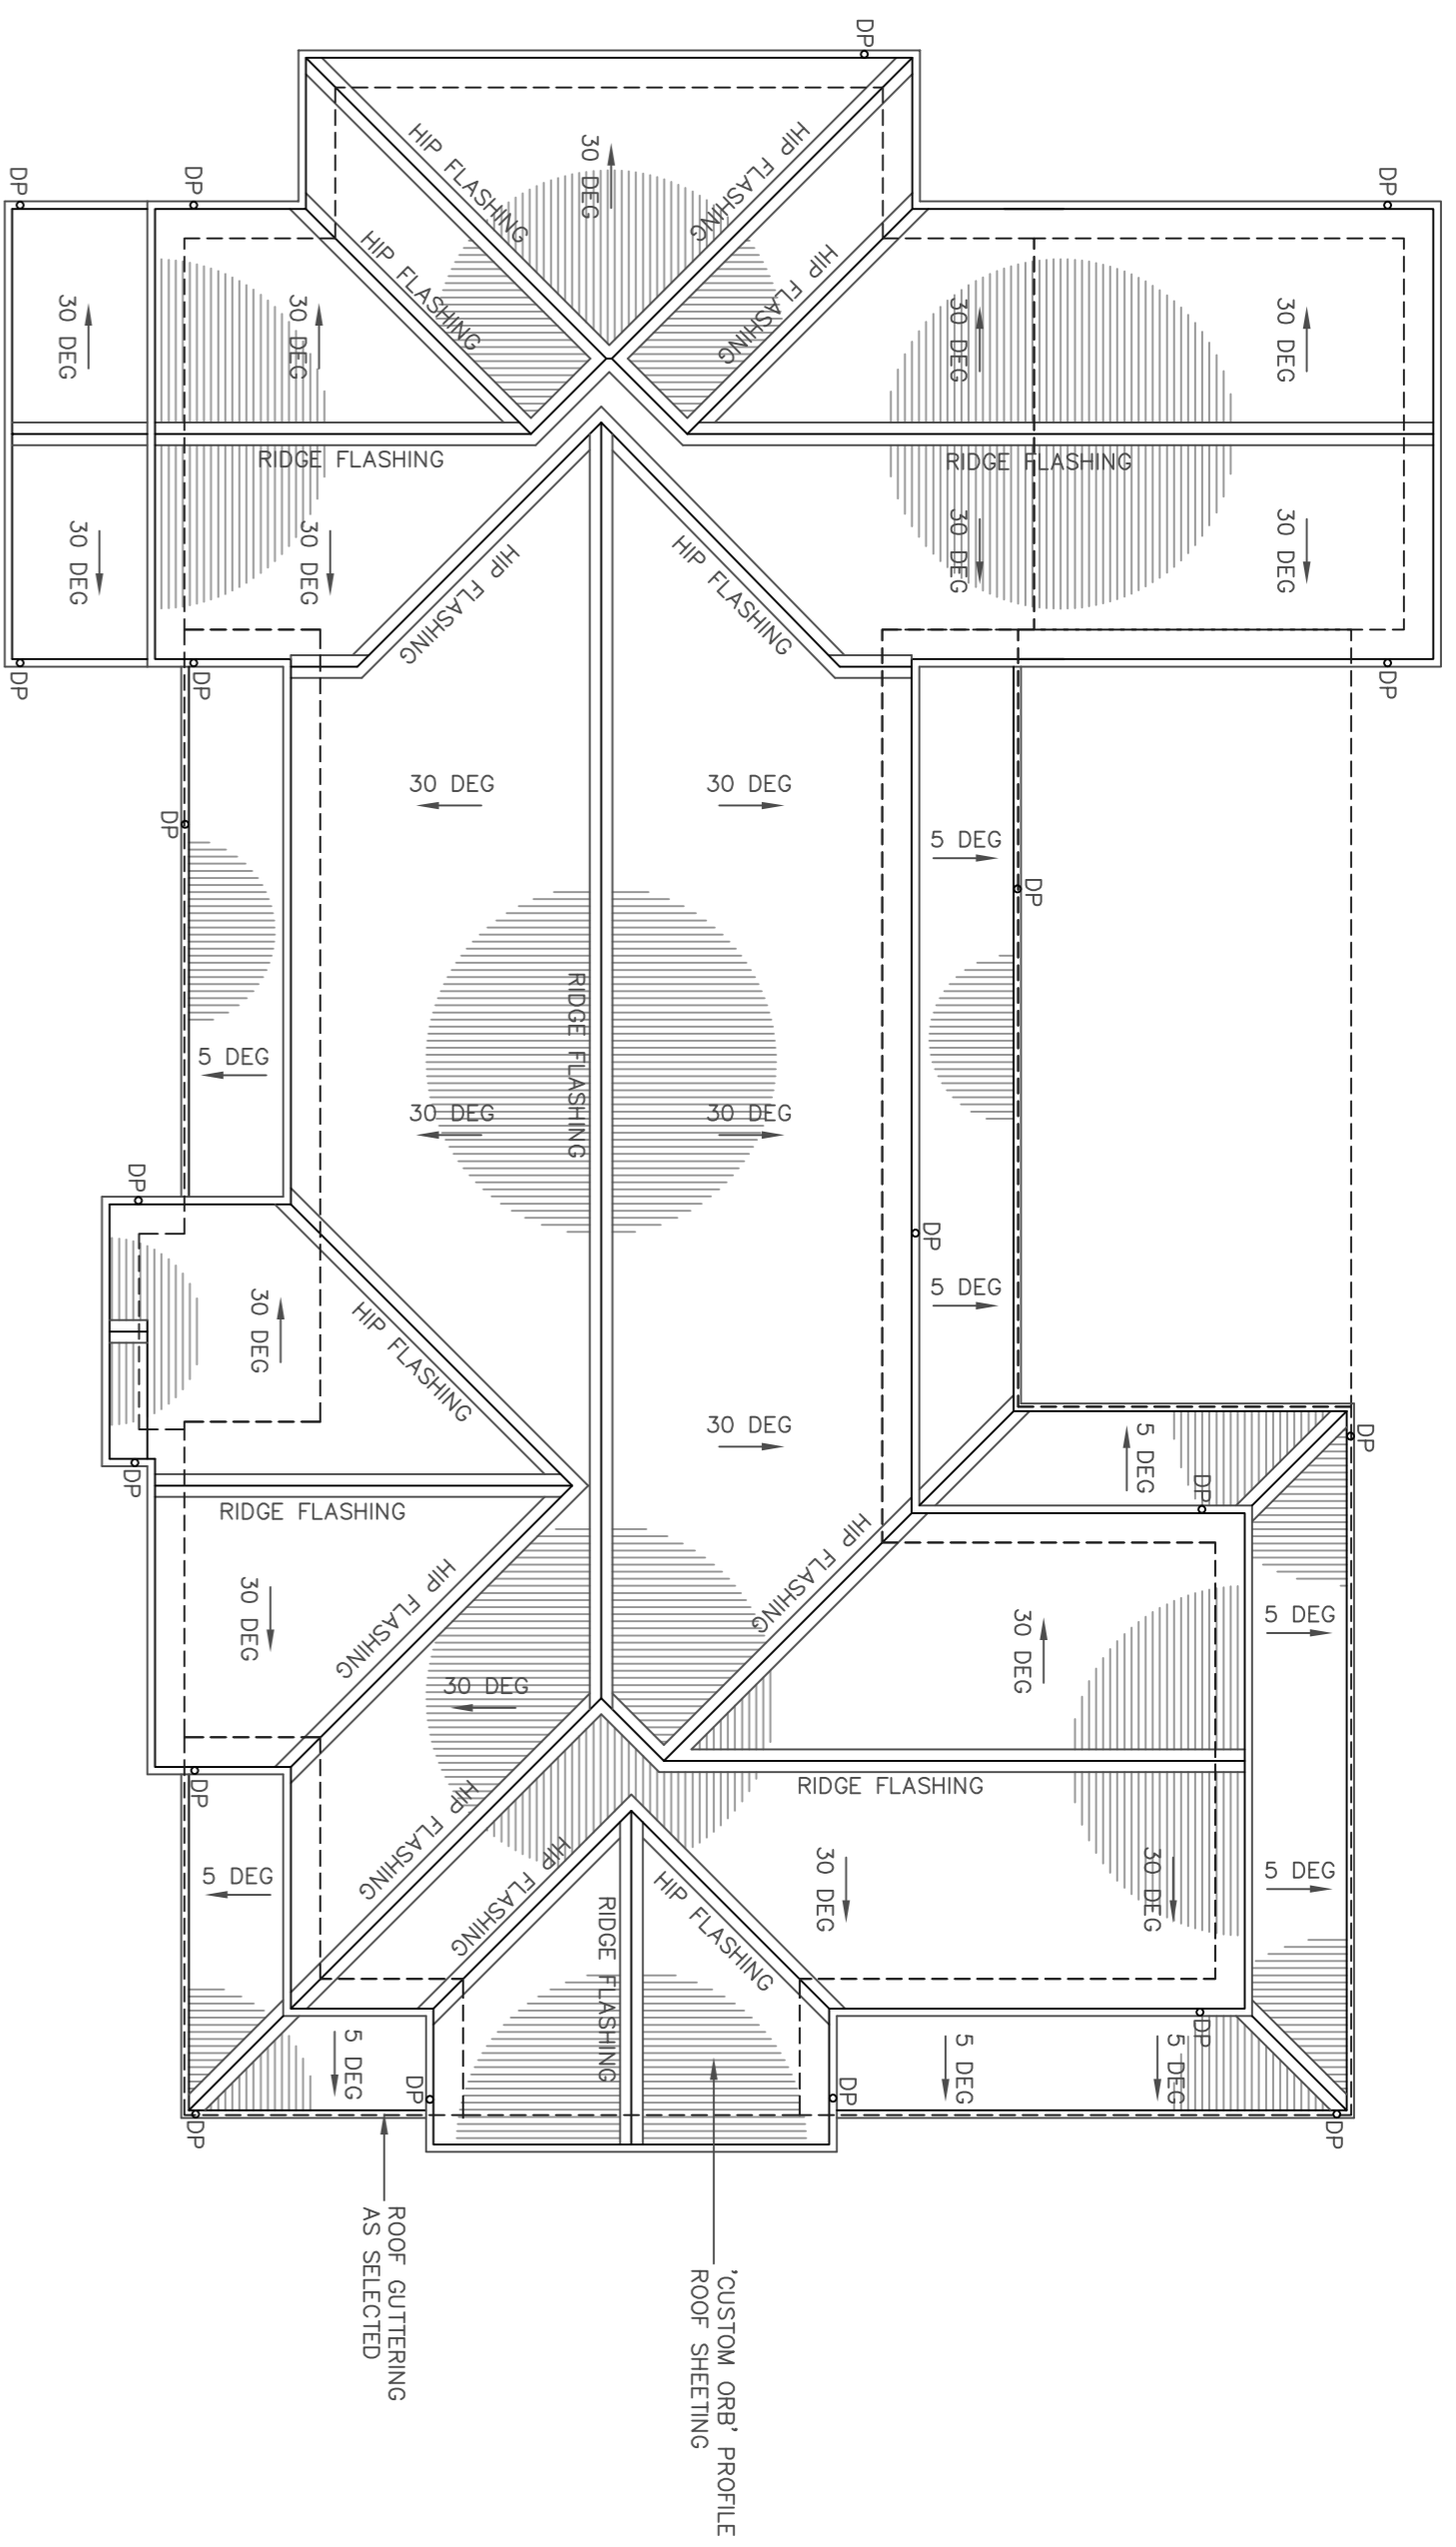 DP
DP
DP
DP
30 DEG
HIP FLASHING
HIP FLASHING
HIP FLASHING
HIP FLASHING
30 DEG
30 DEG
30 DEG
30 DEG
RIDGE FLASHING
RIDGE FLASHING
30 DEG
30 DEG
30 DEG
30 DEG
HIP FLASHING
HIP FLASHING
DP
DP
DP
30 DEG
30 DEG
DP
5 DEG
DP
RIDGE FLASHING
5 DEG
30 DEG
30 DEG
DP
DP
5 DEG
30 DEG
HIP FLASHING
30 DEG
DP
5 DEG
DP
DP
RIDGE FLASHING
HIP FLASHING
HIP FLASHING
30 DEG
30 DEG
5 DEG
30 DEG
DP
RIDGE FLASHING
HIP FLASHING
HIP FLASHING
HIP FLASHING
5 DEG
30 DEG
30 DEG
5 DEG
RIDGE FLASHING
5 DEG
5 DEG
5 DEG
DP
DP
DP
DP
DP
ROOF GUTTERING
AS SELECTED
'CUSTOM ORB' PROFILE
ROOF SHEETING